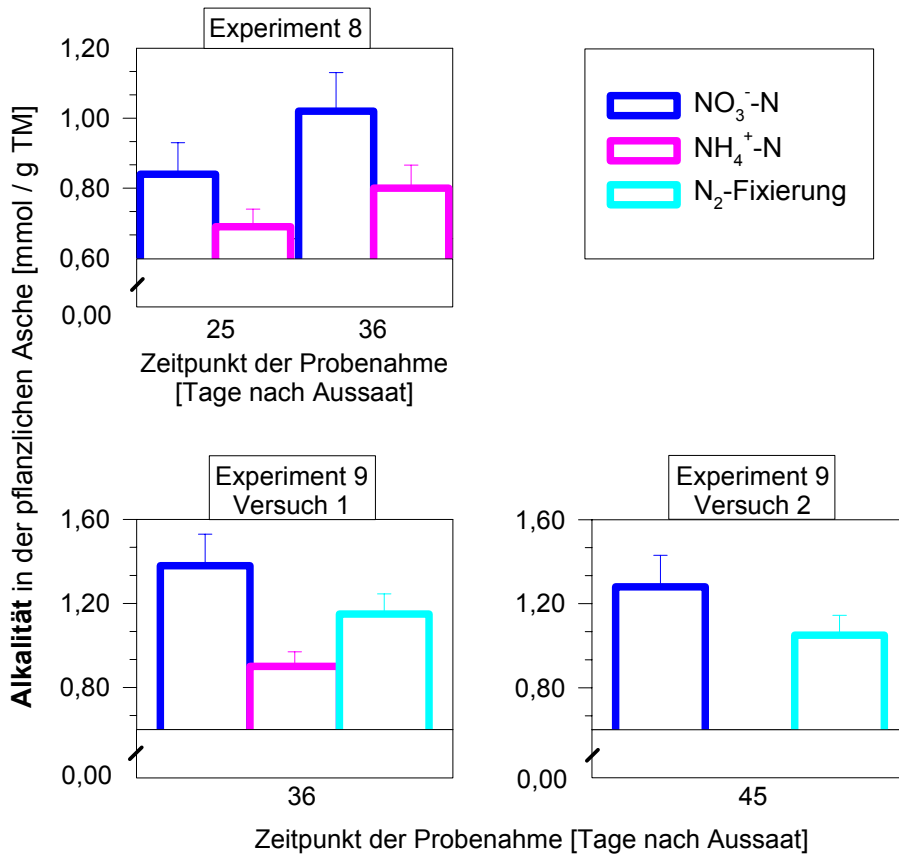 Alkalität in der pflanzlichen Asche [mmol / g TM]
Experiment 8
1,20
1,00
0,80
0,60
0,00
25 36
Zeitpunkt der Probenahme
[Tage nach Aussaat]
NO₃⁻-N
NH₄⁺-N
N₂-Fixierung
Experiment 9
Versuch 1
1,60
1,20
0,80
0,00
36
Experiment 9
Versuch 2
1,60
1,20
0,80
0,00
45
Zeitpunkt der Probenahme [Tage nach Aussaat]